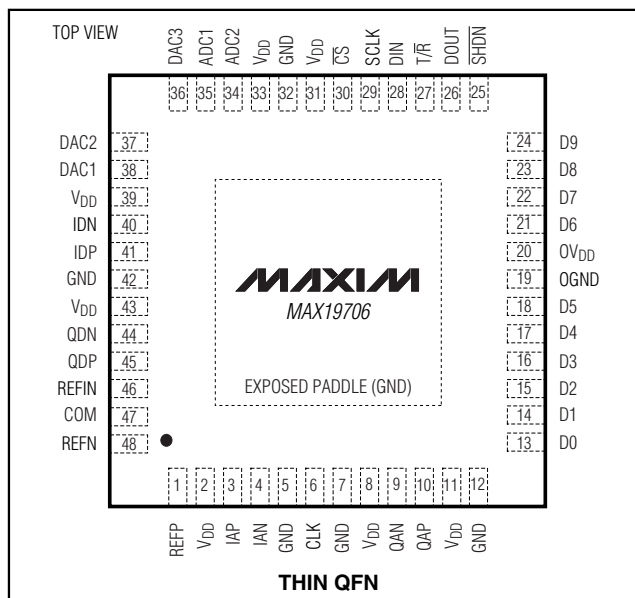 TOP VIEW
DAC3 ADC1 ADC2 VDD GND VDD CS SCLK DIN T/R DOUT SHDN
36 35 34 33 32 31 30 29 28 27 26 25
DAC2 37 24 D9
DAC1 38 23 D8
VDD 39 22 D7
IDN 40 21 D6
IDP 41 20 OVDD
GND 42 19 OGND
VDD 43 18 D5
QDN 44 17 D4
QDP 45 16 D3
REFIN 46 15 D2
COM 47 14 D1
REFN 48 13 D0
MAXIM
MAX19706
EXPOSED PADDLE (GND)
1 2 3 4 5 6 7 8 9 10 11 12
REFP VDD IAP IAN GND CLK GND VDD QAN QAP VDD GND
THIN QFN